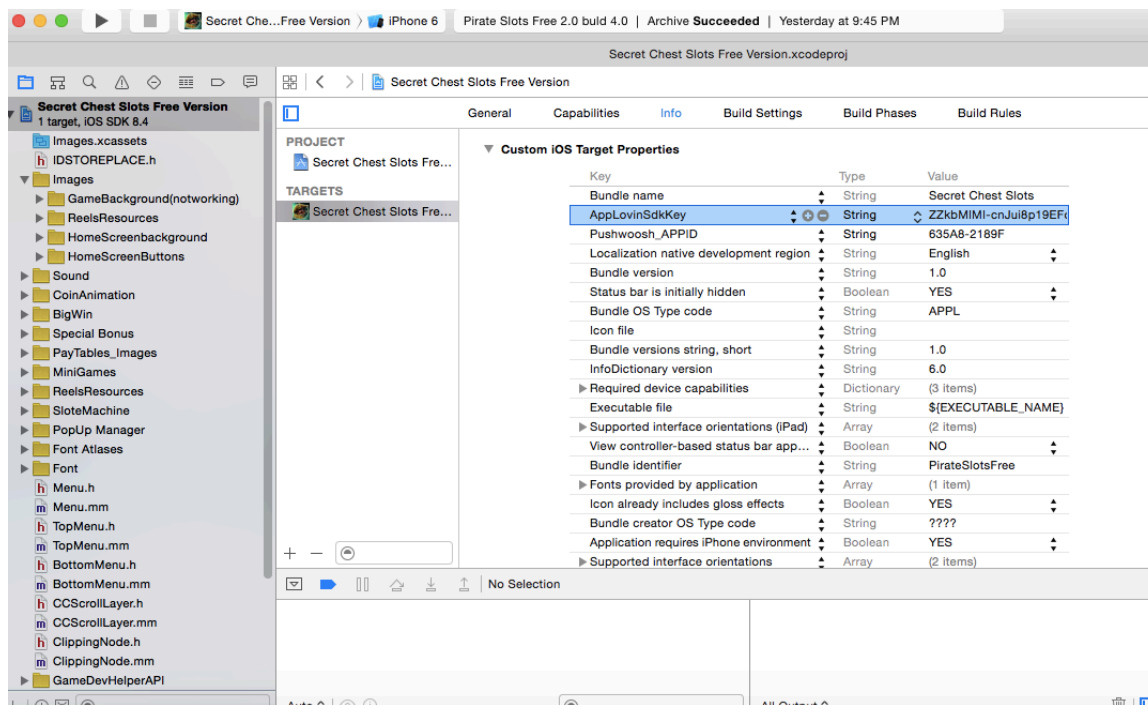 Secret Che...Free Version
iPhone 6
Pirate Slots Free 2.0 buld 4.0 | Archive Succeeded | Yesterday at 9:45 PM
Secret Chest Slots Free Version.xcodeproj
Secret Chest Slots Free Version
Secret Chest Slots Free Version
1 target, iOS SDK 8.4
Images.xcassets
IDSTOREPLACE.h
Images
GameBackground(notworking)
ReelsResources
HomeScreenbackground
HomeScreenButtons
Sound
CoinAnimation
BigWin
Special Bonus
PayTables_Images
MiniGames
ReelsResources
SloteMachine
PopUp Manager
Font Atlases
Font
Menu.h
Menu.mm
TopMenu.h
TopMenu.mm
BottomMenu.h
BottomMenu.mm
CCScrollLayer.h
CCScrollLayer.mm
ClippingNode.h
ClippingNode.mm
GameDevHelperAPI
General Capabilities Info Build Settings Build Phases Build Rules
PROJECT
Secret Chest Slots Fre...
TARGETS
Secret Chest Slots Fre...
Custom iOS Target Properties
Key Type Value
Bundle name String Secret Chest Slots
AppLovinSdkKey String ZZkbMIMI-cnJui8p19EF
Pushwoosh_APPID String 635A8-2189F
Localization native development region String English
Bundle version String 1.0
Status bar is initially hidden Boolean YES
Bundle OS Type code String APPL
Icon file String
Bundle versions string, short String 1.0
InfoDictionary version String 6.0
Required device capabilities Dictionary (3 items)
Executable file String ${EXECUTABLE_NAME}
Supported interface orientations (iPad) Array (2 items)
View controller-based status bar app... Boolean NO
Bundle identifier String PirateSlotsFree
Fonts provided by application Array (1 item)
Icon already includes gloss effects Boolean YES
Bundle creator OS Type code String ????
Application requires iPhone environment Boolean YES
Supported interface orientations Array (2 items)
No Selection
Auto
All Output